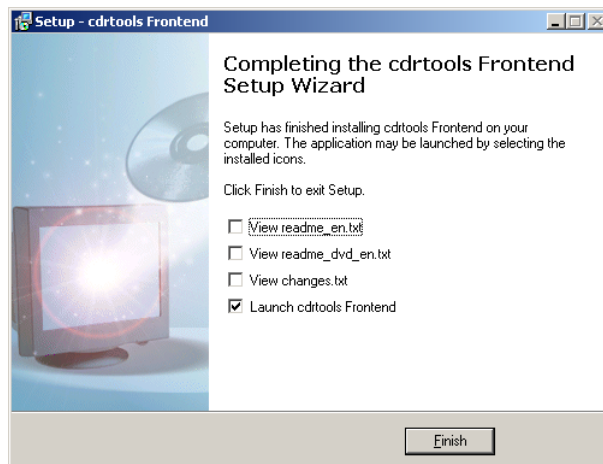 Setup - cdrtools Frontend
Completing the cdrtools Frontend
Setup Wizard
Setup has finished installing cdrtools Frontend on your
computer. The application may be launched by selecting the
installed icons.
Click Finish to exit Setup.
View readme_en.txt
View readme_dvd_en.txt
View changes.txt
Launch cdrtools Frontend
Finish